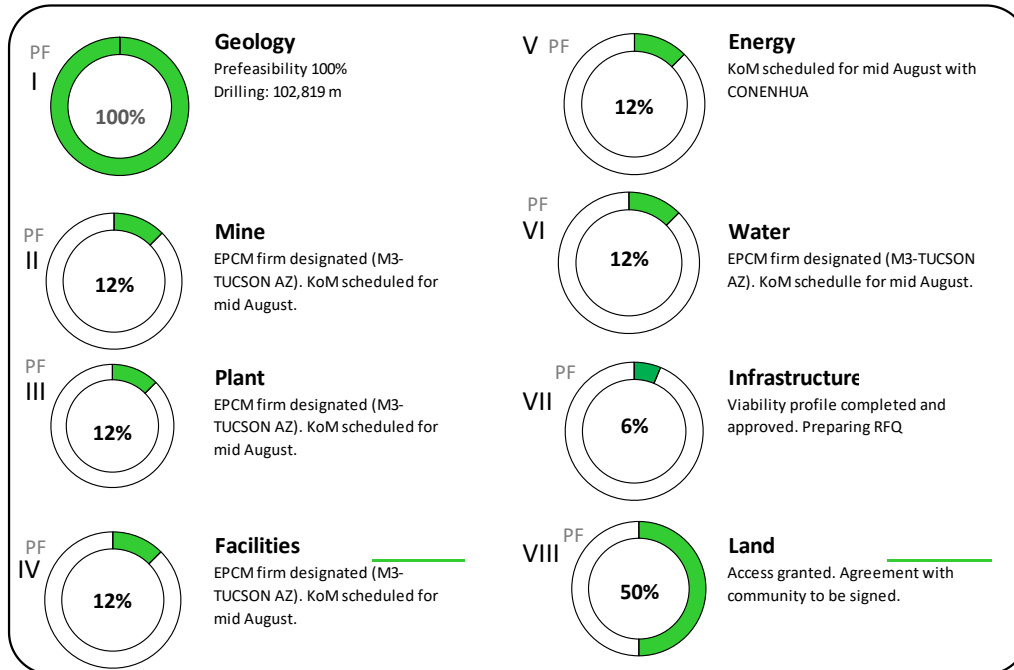 PF
I
100%
Geology
Prefeasibility 100%
Drilling: 102,819 m
PF
II
12%
Mine
EPCM firm designated (M3-
TUCSON AZ). KoM scheduled for
mid August.
PF
III
12%
Plant
EPCM firm designated (M3-
TUCSON AZ). KoM scheduled for
mid August.
PF
IV
12%
Facilities
EPCM firm designated (M3-
TUCSON AZ). KoM scheduled for
mid August.
V PF
12%
Energy
KoM scheduled for mid August with
CONENHUA
PF
VI
12%
Water
EPCM firm designated (M3-TUCSON
AZ). KoM schedulle for mid August.
PF
VII
6%
Infrastructure
Viability profile completed and
approved. Preparing RFQ
PF
VIII
50%
Land
Access granted. Agreement with
community to be signed.